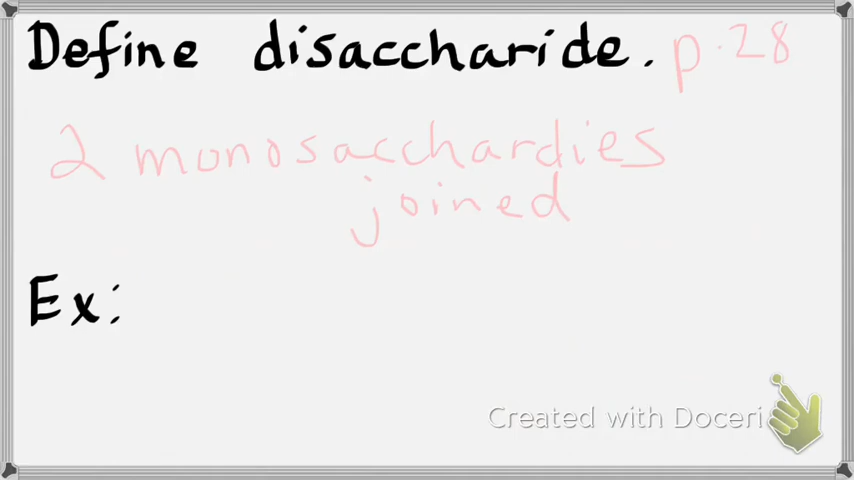 Define disaccharide. p.28
2 monosacchardies
joined
Ex:
Created with Doceri